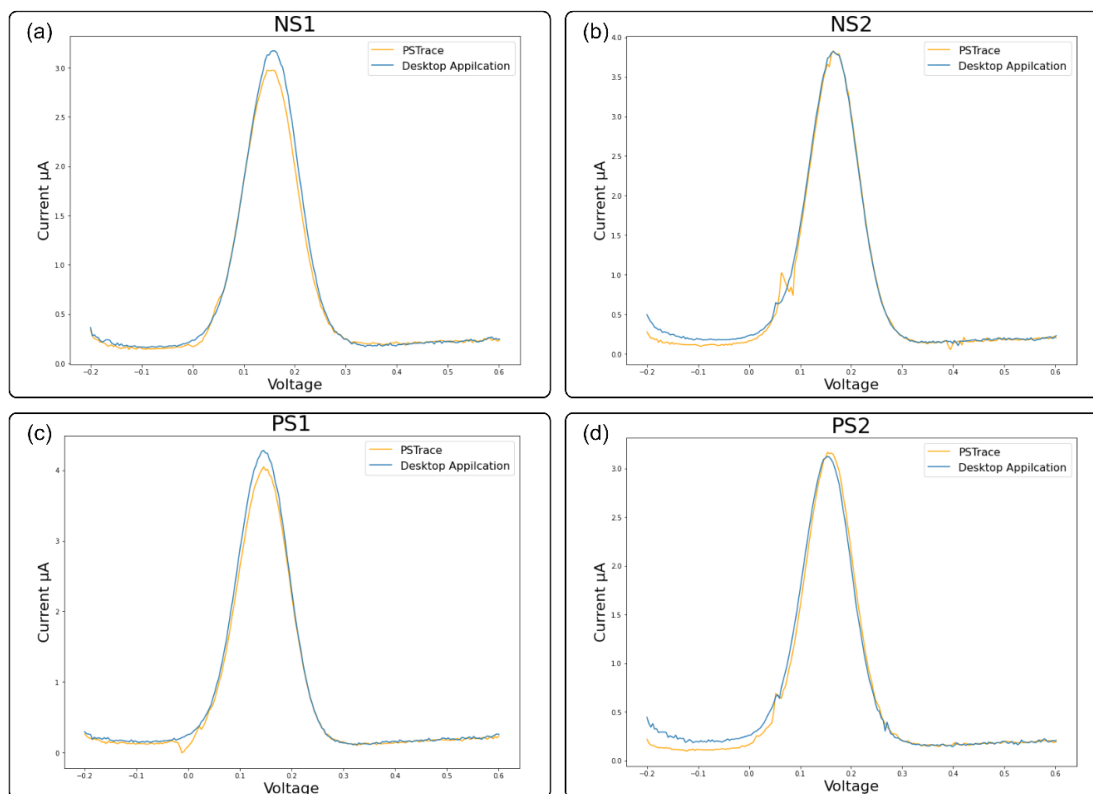 (a)
NS1
PSTrace
Desktop Appilcation
3.0
2.5
2.0
1.5
1.0
0.5
0.0
Current μA
−0.2 −0.1 0.0 0.1 0.2 0.3 0.4 0.5 0.6
Voltage
(b)
NS2
PSTrace
Desktop Appilcation
4.0
3.5
3.0
2.5
2.0
1.5
1.0
0.5
0.0
Current μA
−0.2 −0.1 0.0 0.1 0.2 0.3 0.4 0.5 0.6
Voltage
(c)
PS1
PSTrace
Desktop Appilcation
4
3
2
1
0
Current μA
−0.2 −0.1 0.0 0.1 0.2 0.3 0.4 0.5 0.6
Voltage
(d)
PS2
PSTrace
Desktop Appilcation
3.0
2.5
2.0
1.5
1.0
0.5
0.0
Current μA
−0.2 −0.1 0.0 0.1 0.2 0.3 0.4 0.5 0.6
Voltage